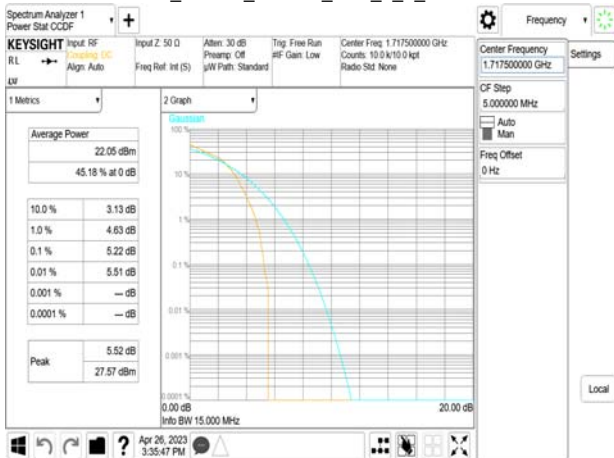 Spectrum Analyzer 1
Power Stat CCDF
Frequency
KEYSIGHT
RL
Input: RF
Coupling: DC
Align: Auto
Input Z: 50 Ω
Freq Ref: Int (S)
Atten: 30 dB
Preamp: Off
µW Path: Standard
Trig: Free Run
#IF Gain: Low
Center Freq: 1.717500000 GHz
Counts: 10.0 k/10.0 kpt
Radio Std: None
1 Metrics
Average Power
22.05 dBm
45.18 % at 0 dB
10.0 % 3.13 dB
1.0 % 4.63 dB
0.1 % 5.22 dB
0.01 % 5.51 dB
0.001 % --- dB
0.0001 % --- dB
Peak
5.52 dB
27.57 dBm
2 Graph
Gaussian
100 %
10 %
1 %
0.1 %
0.01 %
0.001 %
0.0001 %
0.00 dB
20.00 dB
Info BW 15.000 MHz
Center Frequency
1.717500000 GHz
Settings
CF Step
5.000000 MHz
Auto
Man
Freq Offset
0 Hz
Local
?
Apr 26, 2023
3:35:47 PM